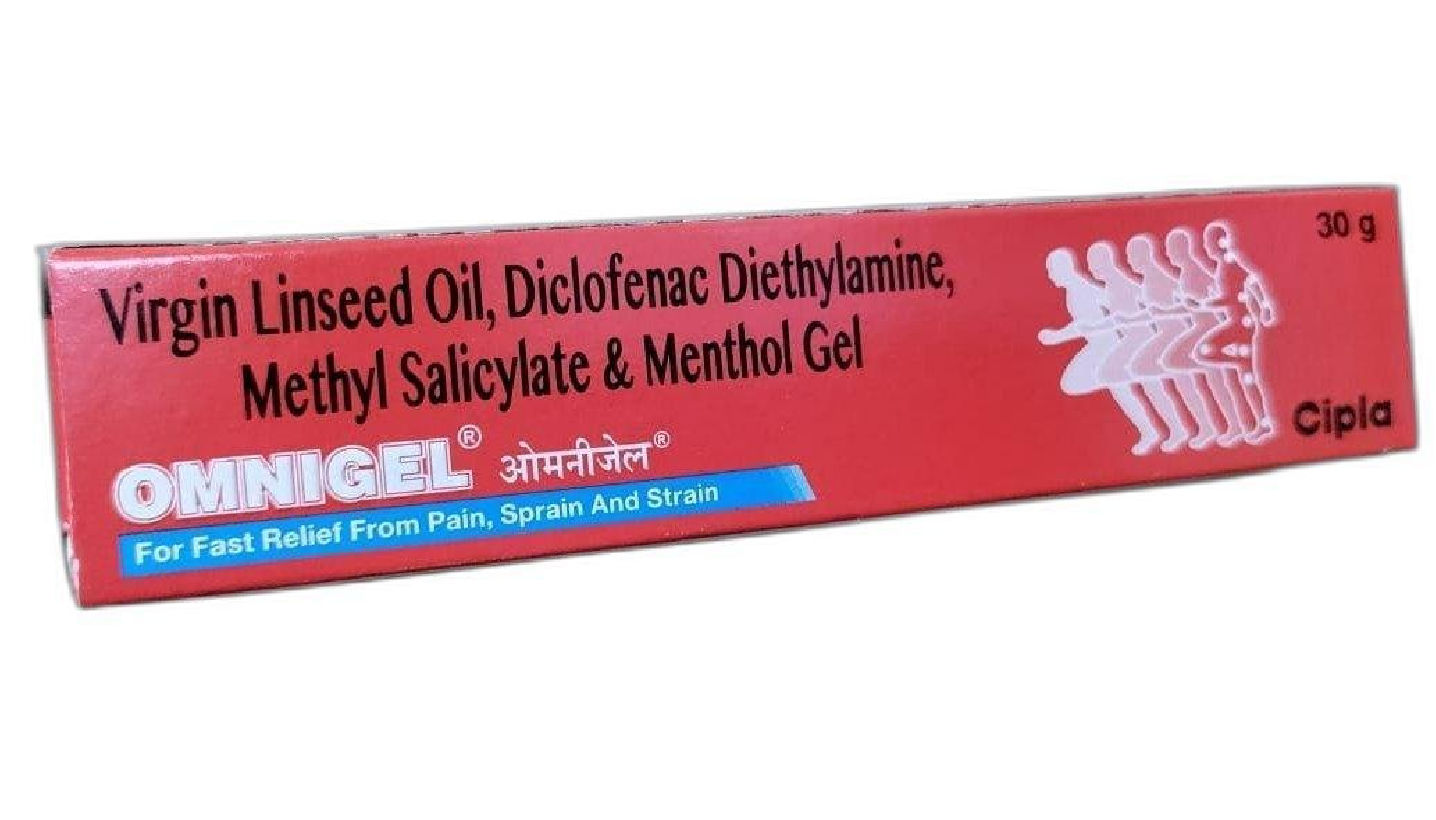 Virgin Linseed Oil, Diclofenac Diethylamine,
Methyl Salicylate & Menthol Gel
OMNIGEL® ओमनीजेल®
For Fast Relief From Pain, Sprain And Strain
30 g
Cipla